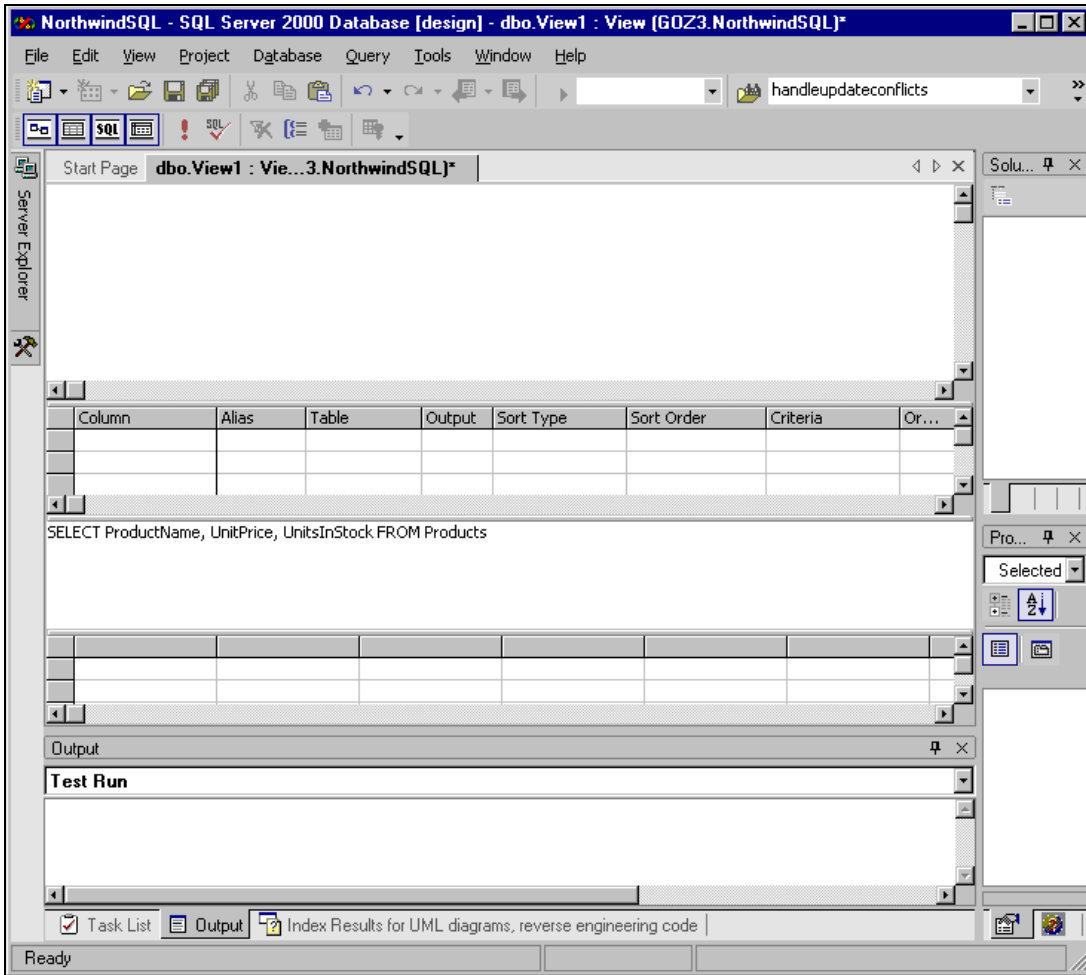 NorthwindSQL - SQL Server 2000 Database [design] - dbo.View1 : View (GOZ3.NorthwindSQL)*
File Edit View Project Database Query Tools Window Help
handleupdateconflicts
SQL SQL
Start Page dbo.View1 : Vie...3.NorthwindSQL)*
Solu...
Server Explorer
Column Alias Table Output Sort Type Sort Order Criteria Or...
SELECT ProductName, UnitPrice, UnitsInStock FROM Products
Pro...
Selected
Output
Test Run
Task List Output Index Results for UML diagrams, reverse engineering code
Ready